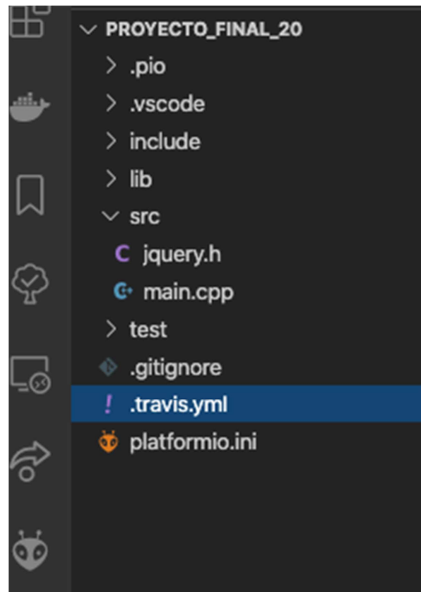 PROYECTO_FINAL_20
.pio
.vscode
include
lib
src
jquery.h
main.cpp
test
.gitignore
.travis.yml
platformio.ini